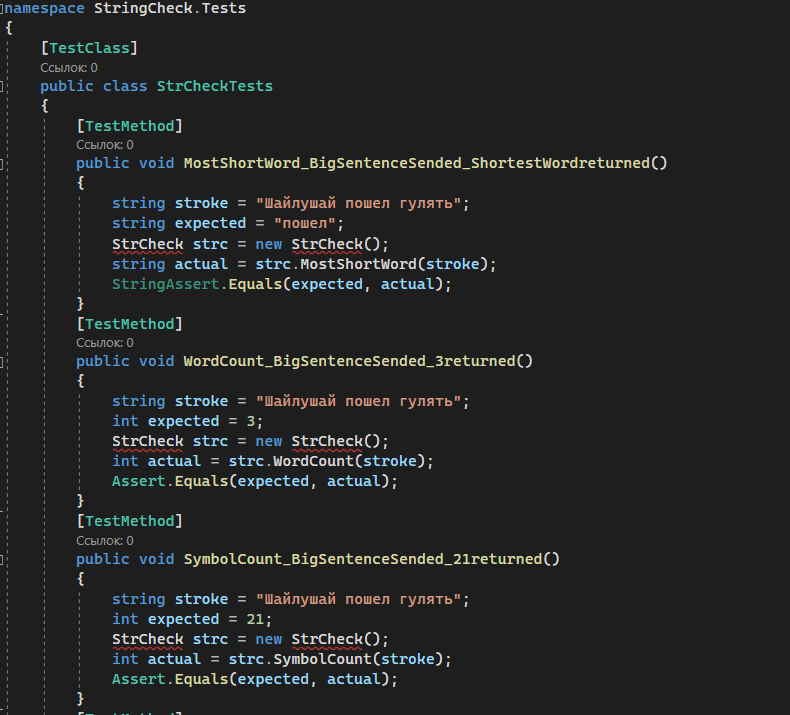 namespace StringCheck.Tests
{
[TestClass]
Ссылок: 0
public class StrCheckTests
{
[TestMethod]
Ссылок: 0
public void MostShortWord_BigSentenceSended_ShortestWordreturned()
{
string stroke = "Шайлушай пошел гулять";
string expected = "пошел";
StrCheck strc = new StrCheck();
string actual = strc.MostShortWord(stroke);
StringAssert.Equals(expected, actual);
}
[TestMethod]
Ссылок: 0
public void WordCount_BigSentenceSended_3returned()
{
string stroke = "Шайлушай пошел гулять";
int expected = 3;
StrCheck strc = new StrCheck();
int actual = strc.WordCount(stroke);
Assert.Equals(expected, actual);
}
[TestMethod]
Ссылок: 0
public void SymbolCount_BigSentenceSended_21returned()
{
string stroke = "Шайлушай пошел гулять";
int expected = 21;
StrCheck strc = new StrCheck();
int actual = strc.SymbolCount(stroke);
Assert.Equals(expected, actual);
}